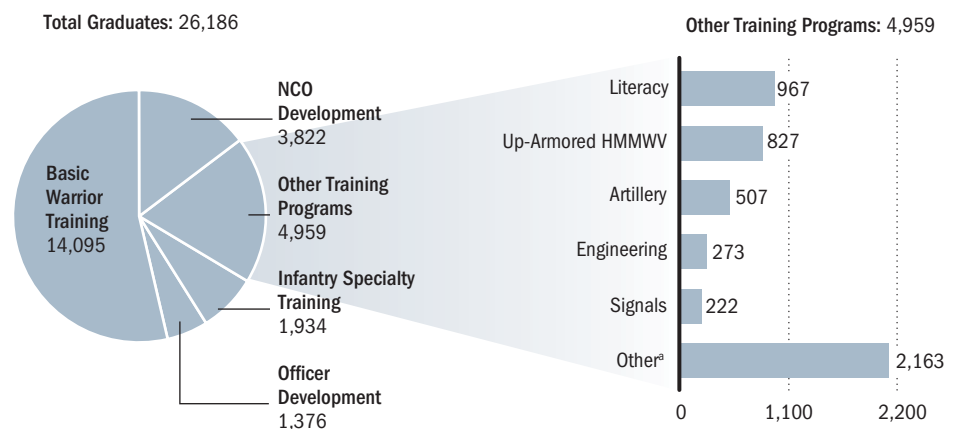 Total Graduates: 26,186
Other Training Programs: 4,959
NCO
Development
3,822
Basic
Warrior
Training
14,095
Other Training
Programs
4,959
Infantry Specialty
Training
1,934
Officer
Development
1,376
Literacy
967
Up-Armored HMMWV
827
Artillery
507
Engineering
273
Signals
222
Otherᵃ
2,163
0 1,100 2,200